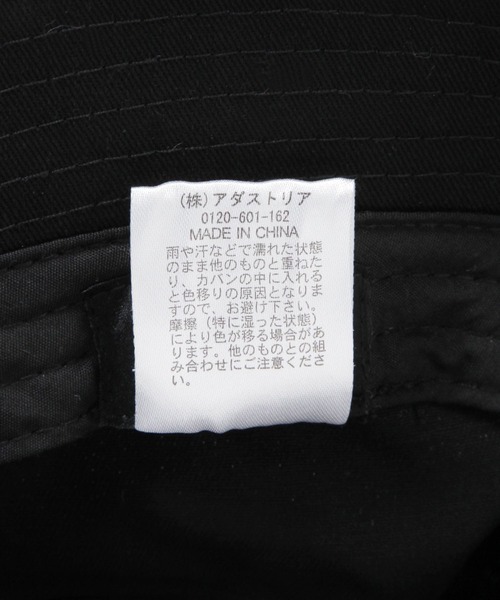 (株)アダストリア
0120-601-162
MADE IN CHINA
雨や汗などで濡れた状態
のまま他のものと重ねた
り、カバンの中に入れる
と色移りの原因となりま
すので、お避け下さい。
摩擦(特に湿った状態)
により色が移る場合があ
ります。他のものとの組
み合わせにご注意くださ
い。